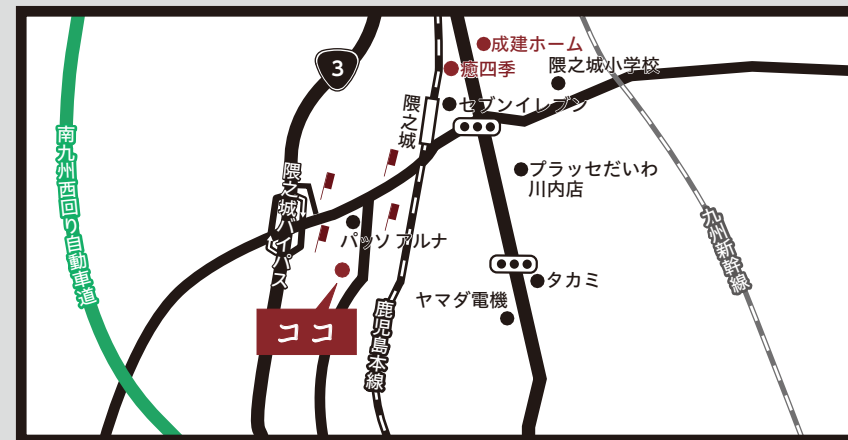 成建ホーム
癒四季
3
隈之城小学校
セブンイレブン
隈之城
南九州西回り自動車道
プラッセだいわ
川内店
隈之城バイパス
九州新幹線
パッソアルナ
タカミ
ヤマダ電機
ココ
鹿児島本線